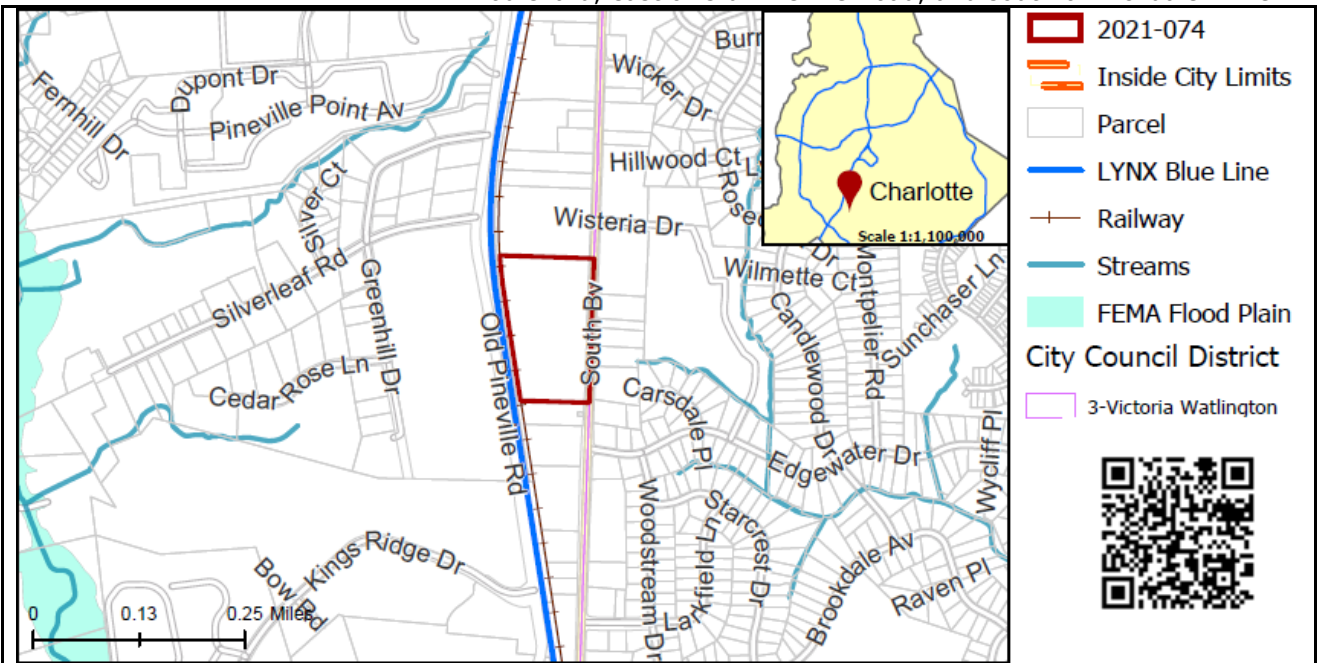 Fernhill Dr
Dupont Dr
Pineville Point Av
Silver Ct
Silverleaf Rd
Greenhill Dr
Cedar Rose Ln
Old Pineville Rd
South Bv
Kings Ridge Dr
Bow Rd
0 0.13 0.25 Miles
Wicker Dr
Hillwood Ct
Wisteria Dr
Wilmette Ct
Montpelier Rd
Sunchaser Ln
Candlewood Dr
Carsdale Pl
Edgewater Dr
Wycliff Pl
Woodstream Dr
Larkfield Ln
Starcrest Dr
Brookdale Av
Raven Pl
Charlotte
Scale 1:1,100,000
2021-074
Inside City Limits
Parcel
LYNX Blue Line
Railway
Streams
FEMA Flood Plain
City Council District
3-Victoria Watlington